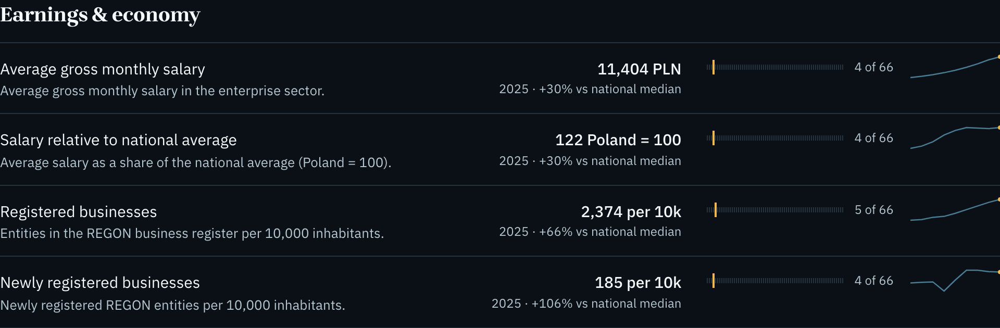 Earnings & economy
Average gross monthly salary
11,404 PLN
4 of 66
Average gross monthly salary in the enterprise sector.
2025 · +30% vs national median
Salary relative to national average
122 Poland = 100
4 of 66
Average salary as a share of the national average (Poland = 100).
2025 · +30% vs national median
Registered businesses
2,374 per 10k
5 of 66
Entities in the REGON business register per 10,000 inhabitants.
2025 · +66% vs national median
Newly registered businesses
185 per 10k
4 of 66
Newly registered REGON entities per 10,000 inhabitants.
2025 · +106% vs national median